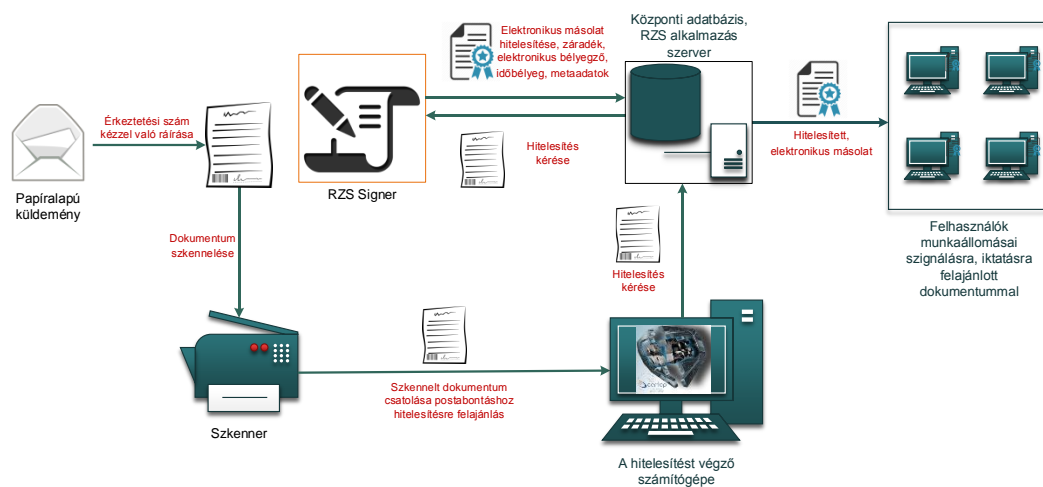 Elektronikus másolat
hitelesítése, záradék,
elektronikus bélyegző,
időbélyeg, metaadatok
Központi adatbázis,
RZS alkalmazás
szerver
Érkeztetési szám
kézzel való ráírása
Hitelesítés
kérése
Hitelesített,
elektronikus másolat
Papíralapú
küldemény
RZS Signer
Dokumentum
szkennelése
Hitelesítés
kérése
Felhasználók
munkaállomásai
szignálásra, iktatásra
felajánlott
dokumentummal
Szkennelt dokumentum
csatolása postabontáshoz
hitelesítésre felajánlás
Szkenner
A hitelesítést végző
számítógépe